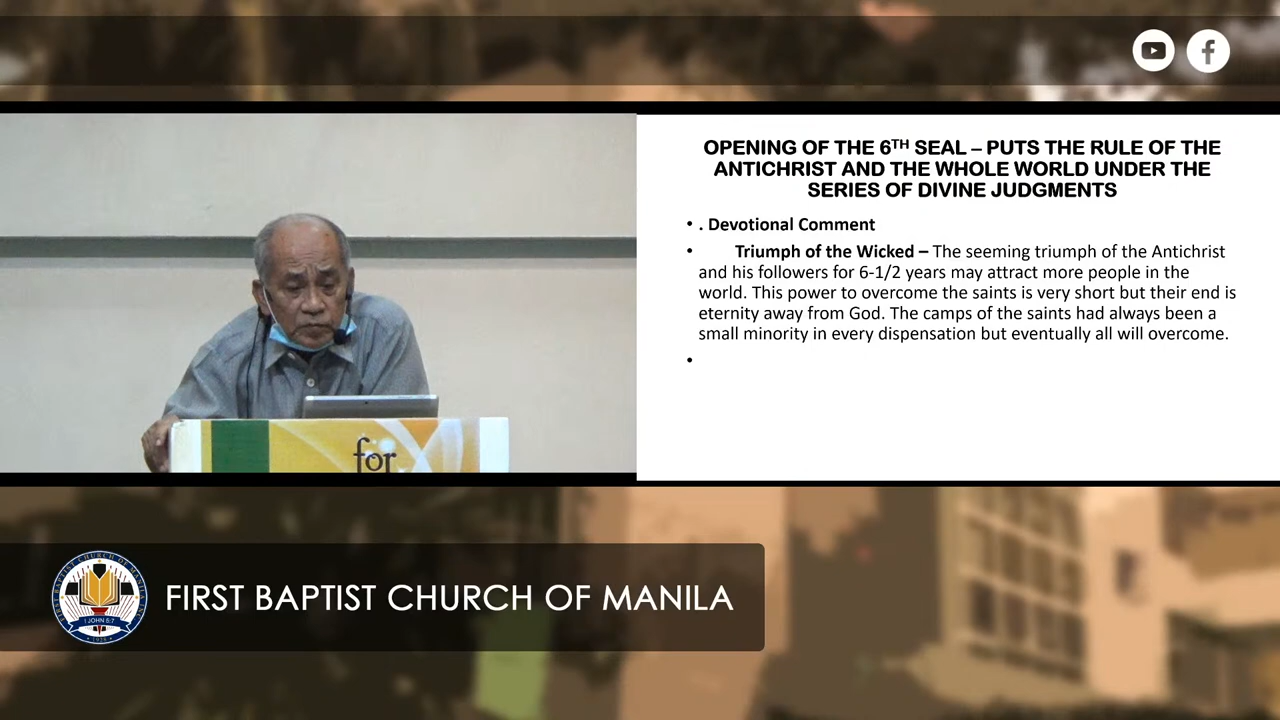 OPENING OF THE 6TH SEAL – PUTS THE RULE OF THE
ANTICHRIST AND THE WHOLE WORLD UNDER THE
SERIES OF DIVINE JUDGMENTS
• . Devotional Comment
• Triumph of the Wicked – The seeming triumph of the Antichrist
and his followers for 6-1/2 years may attract more people in the
world. This power to overcome the saints is very short but their end is
eternity away from God. The camps of the saints had always been a
small minority in every dispensation but eventually all will overcome.
•
for
FIRST BAPTIST CHURCH OF MANILA
I JOHN 5:7